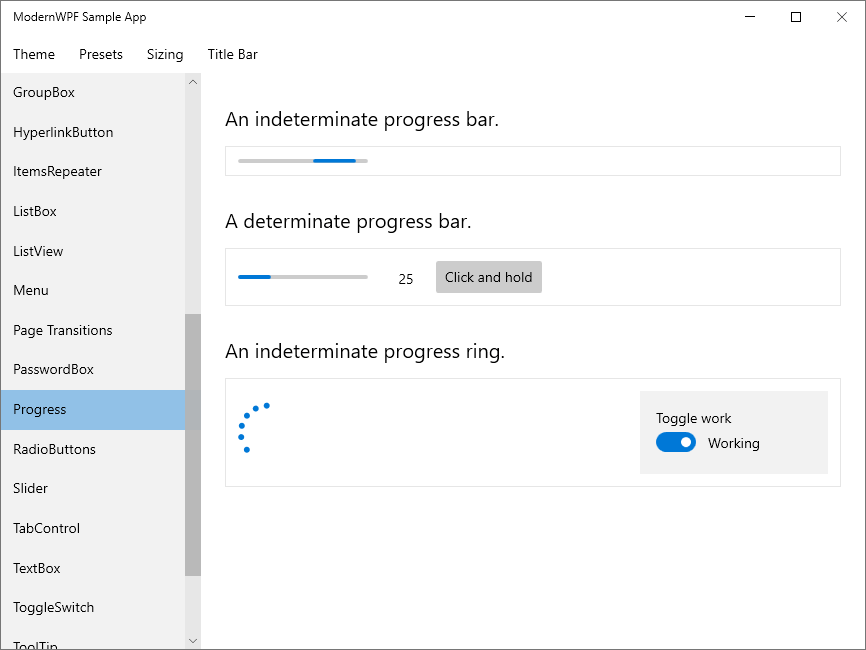 ModernWPF Sample App
Theme Presets Sizing Title Bar
GroupBox
HyperlinkButton
ItemsRepeater
ListBox
ListView
Menu
Page Transitions
PasswordBox
Progress
RadioButtons
Slider
TabControl
TextBox
ToggleSwitch
ToolTip
An indeterminate progress bar.
A determinate progress bar.
25 Click and hold
An indeterminate progress ring.
Toggle work
Working